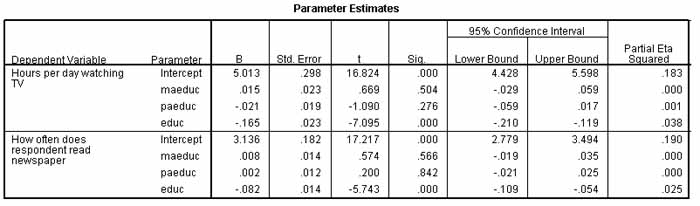 Parameter Estimates
95% Confidence Interval
Dependent Variable Parameter B Std. Error t Sig. Lower Bound Upper Bound Partial Eta Squared
Hours per day watching TV Intercept 5.013 .298 16.824 .000 4.428 5.598 .183
maeduc .015 .023 .669 .504 -.029 .059 .000
paeduc -.021 .019 -1.090 .276 -.059 .017 .001
educ -.165 .023 -7.095 .000 -.210 -.119 .038
How often does respondent read newspaper Intercept 3.136 .182 17.217 .000 2.779 3.494 .190
maeduc .008 .014 .574 .566 -.019 .035 .000
paeduc .002 .012 .200 .842 -.021 .025 .000
educ -.082 .014 -5.743 .000 -.109 -.054 .025